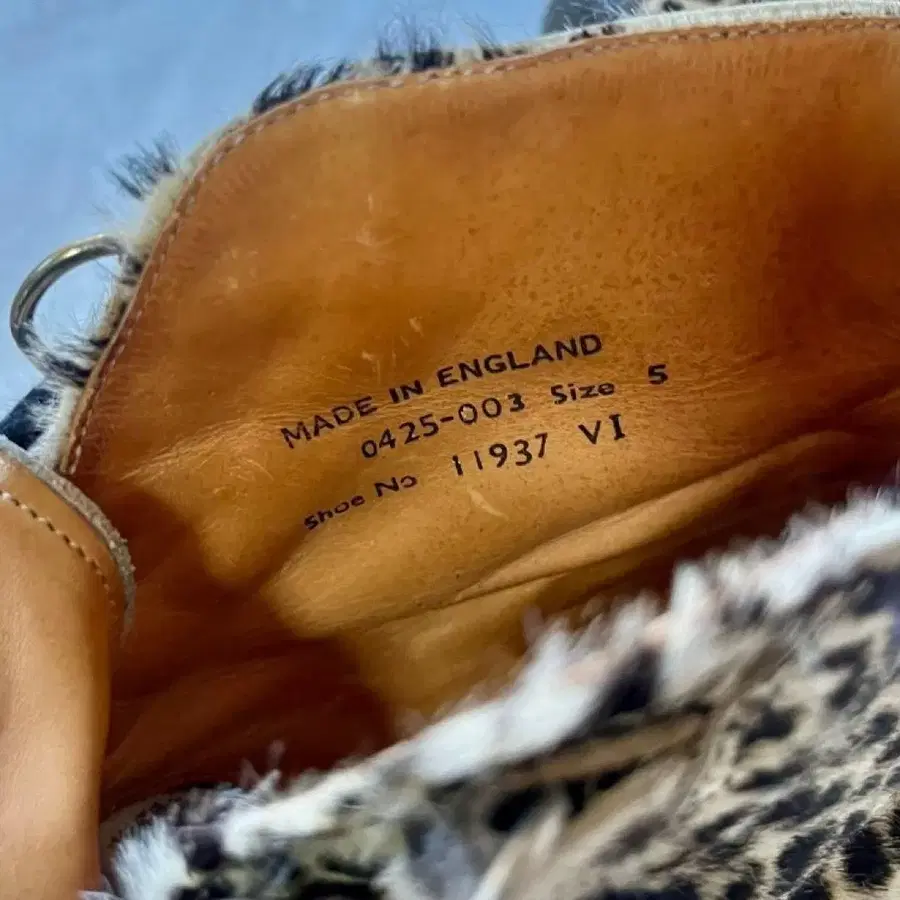 MADE IN ENGLAND
0425-003 Size 5
Shoe No 11937 VI